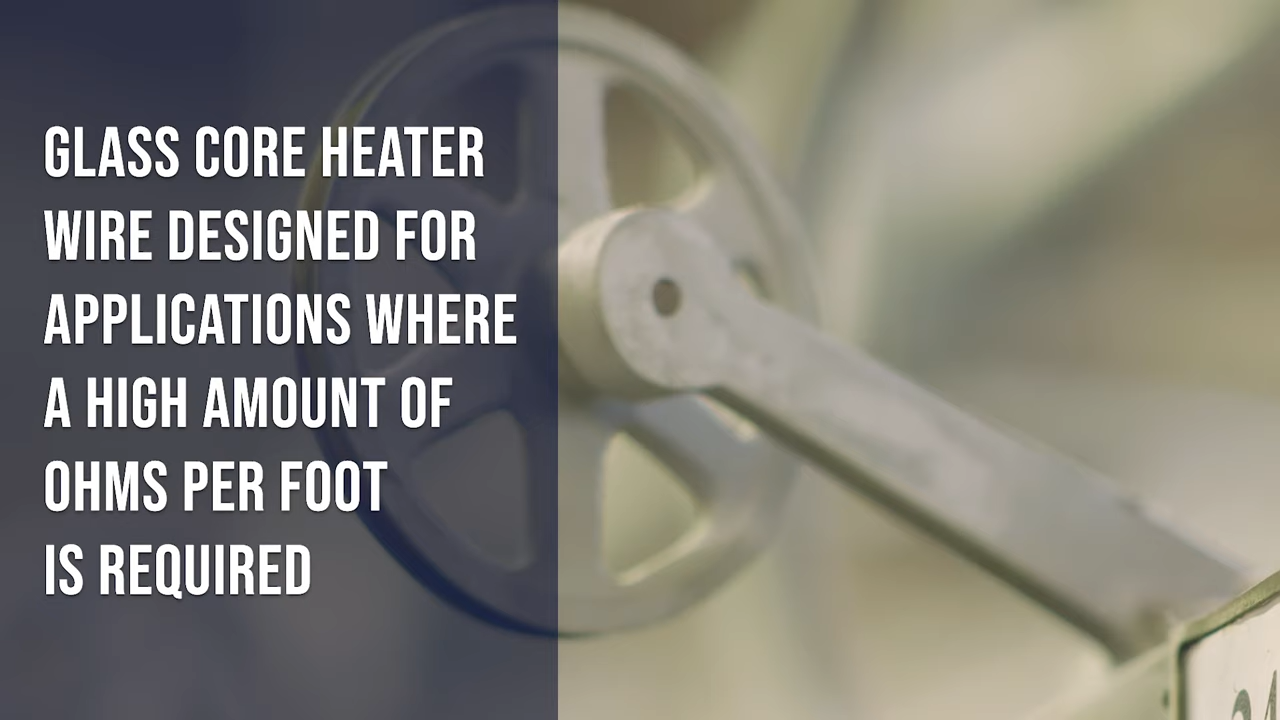 GLASS CORE HEATER
WIRE DESIGNED FOR
APPLICATIONS WHERE
A HIGH AMOUNT OF
OHMS PER FOOT
IS REQUIRED